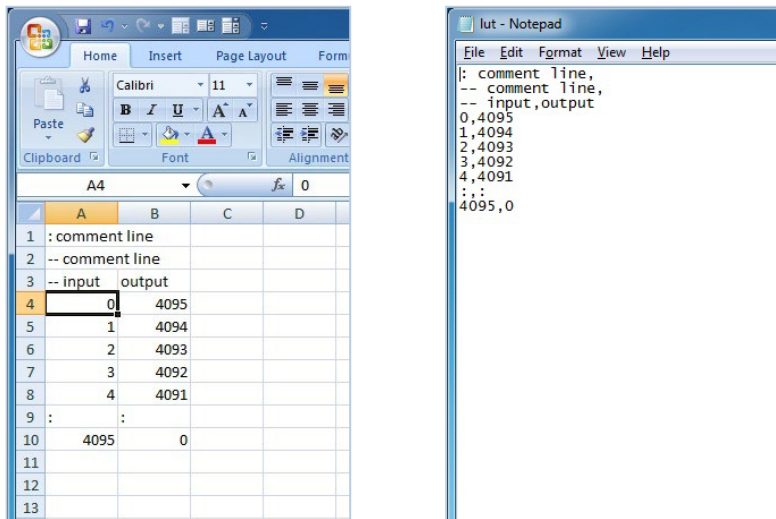 Home Insert Page Layout Form
Calibri 11
B I U A A
Paste
A
Clipboard Font Alignment
A4 fx 0
A B C D
1 : comment line
2 -- comment line
3 -- input output
4 0 4095
5 1 4094
6 2 4093
7 3 4092
8 4 4091
9 : :
10 4095 0
11
12
13
lut - Notepad
File Edit Format View Help
: comment line,
-- comment line,
-- input,output
0,4095
1,4094
2,4093
3,4092
4,4091
:,:
4095,0